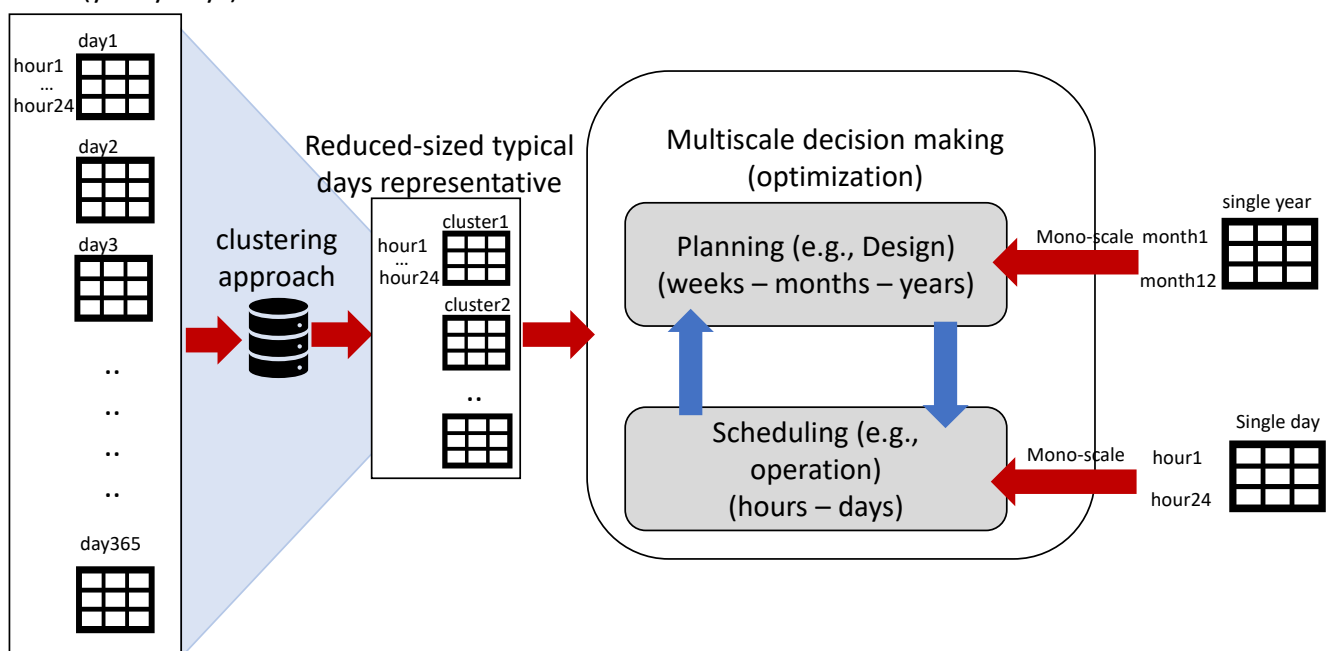 day1
hour1
...
hour24
day2
day3
..
..
..
..
day365
clustering
approach
Reduced-sized typical
days representative
cluster1
hour1
...
hour24
cluster2
..
Multiscale decision making
(optimization)
Planning (e.g., Design)
(weeks – months – years)
Scheduling (e.g.,
operation)
(hours – days)
single year
Mono-scale
month1
month12
Single day
Mono-scale
hour1
hour24